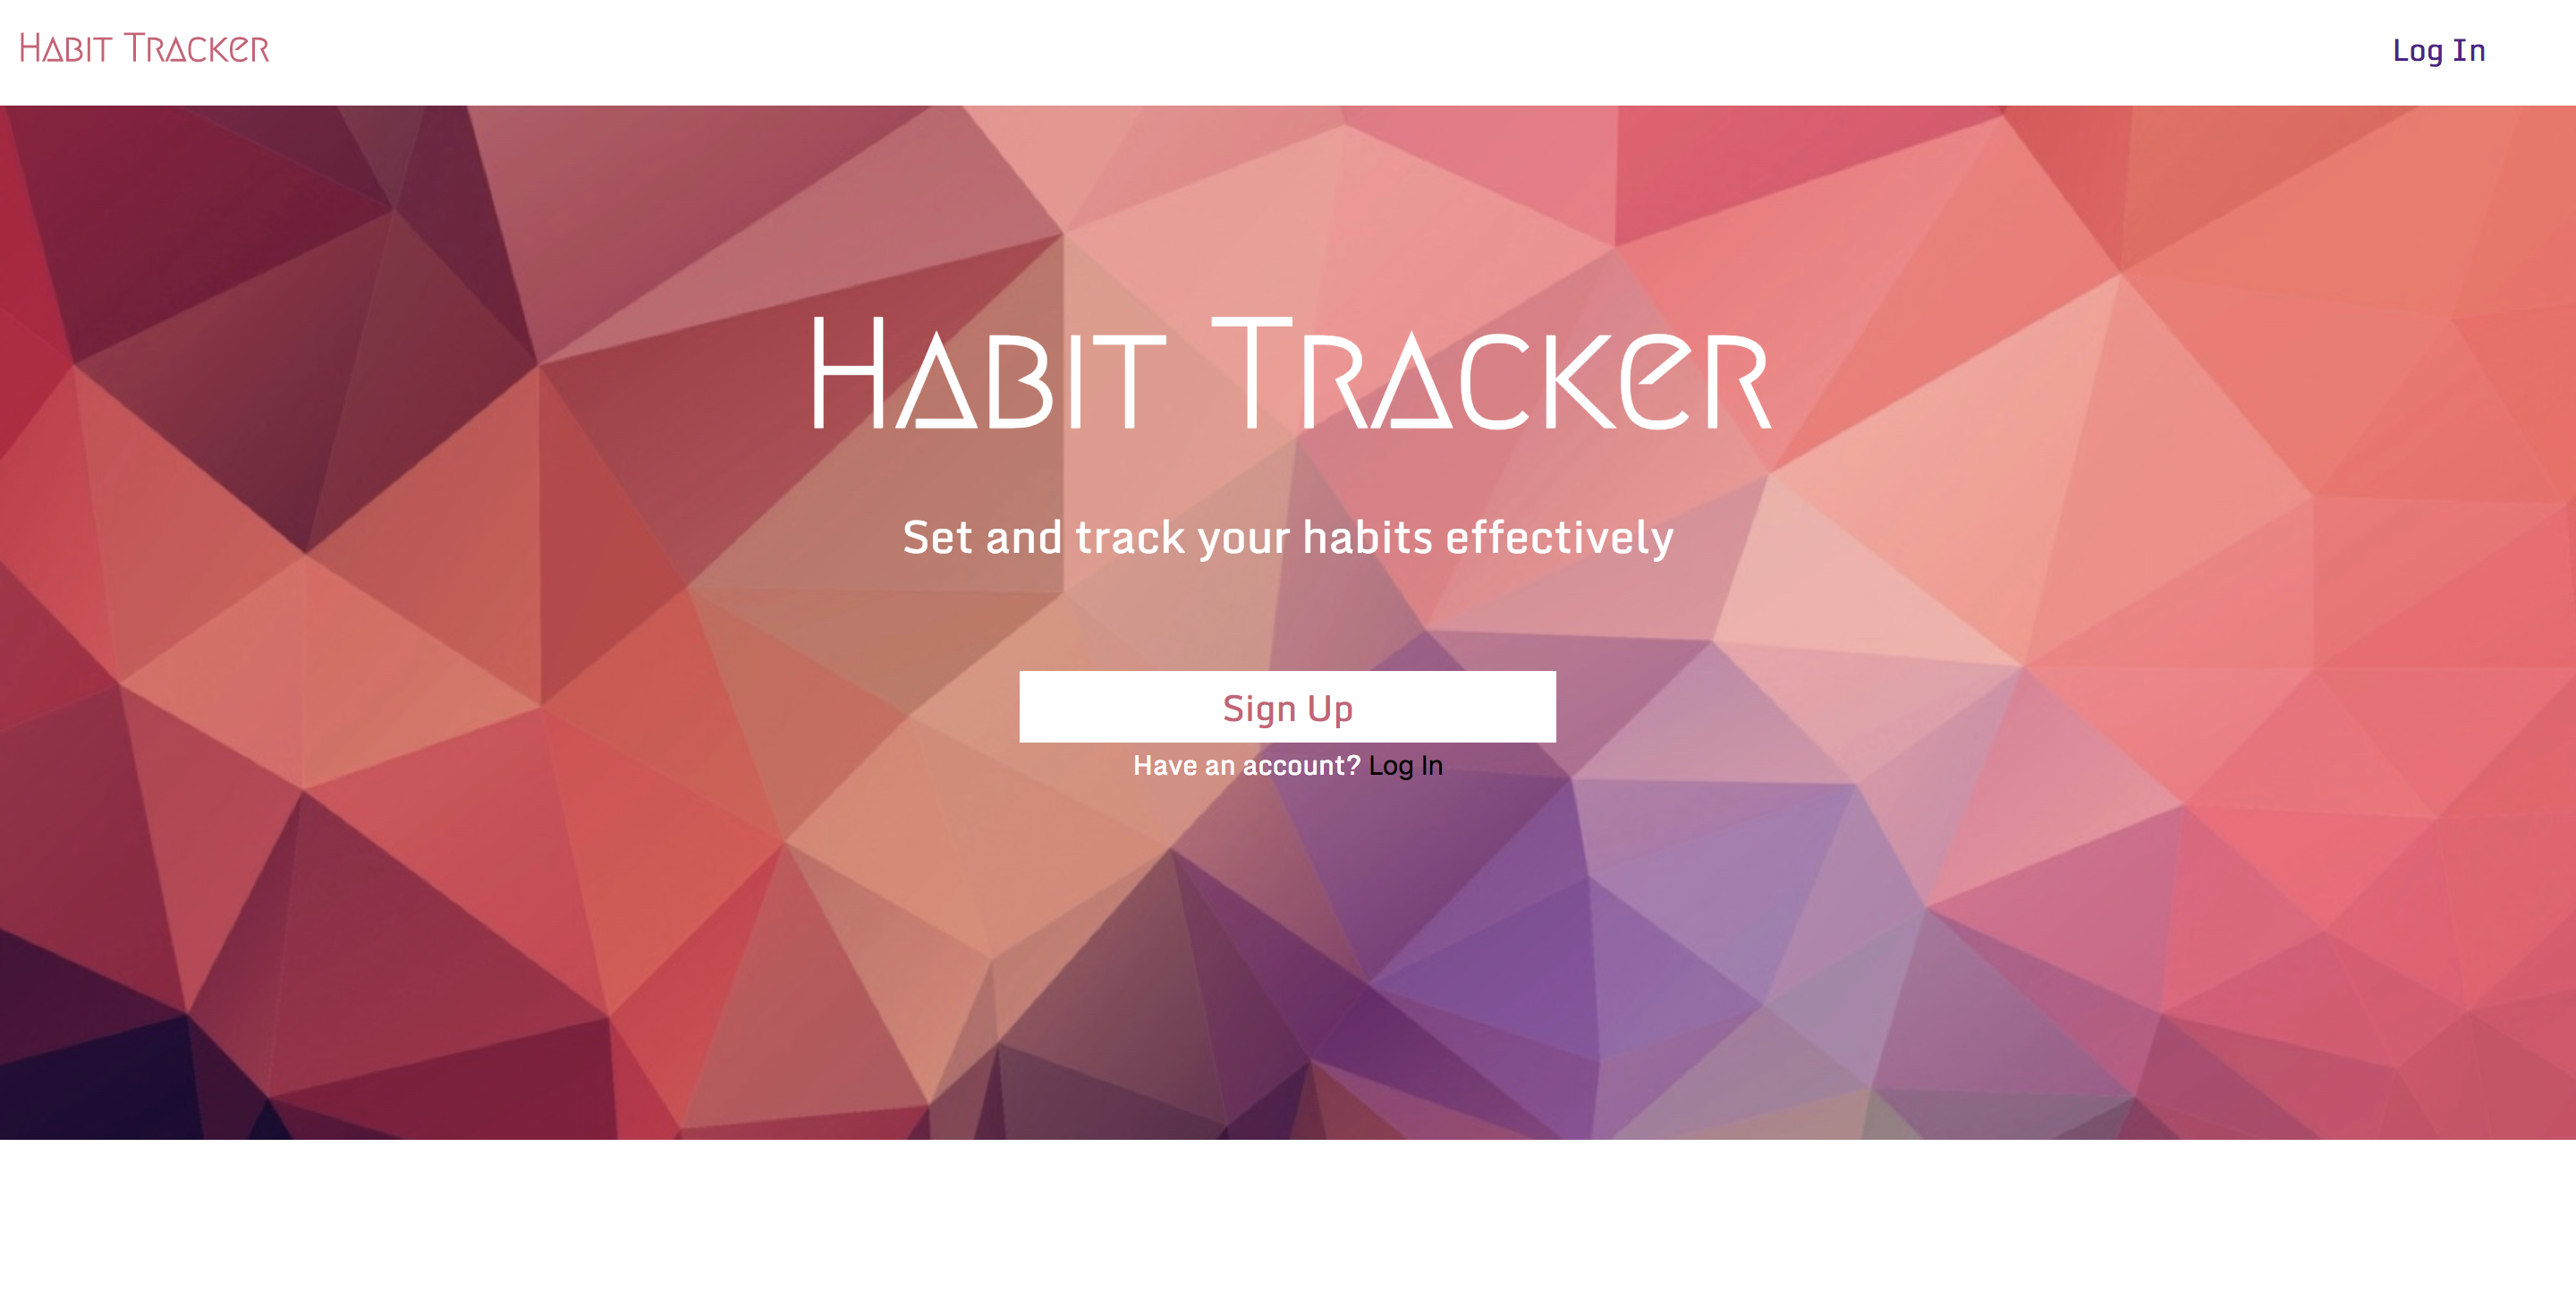 Habit Tracker
Log In
Habit Tracker
Set and track your habits effectively
Sign Up
Have an account? Log In